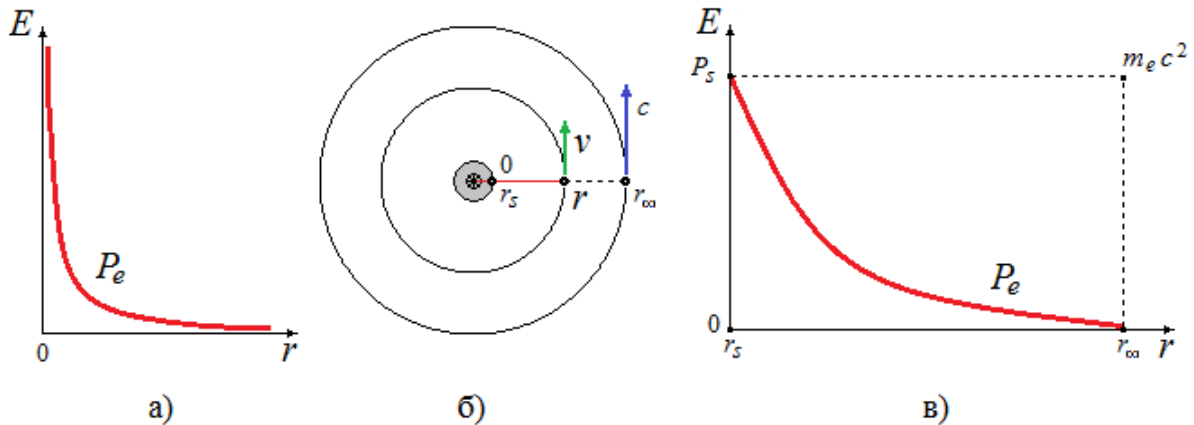 E
P_e
0
r
а)
c
v
0
r_s
r
r_∞
б)
E
P_s
m_e c^2
P_e
0
r_s
r_∞
r
в)